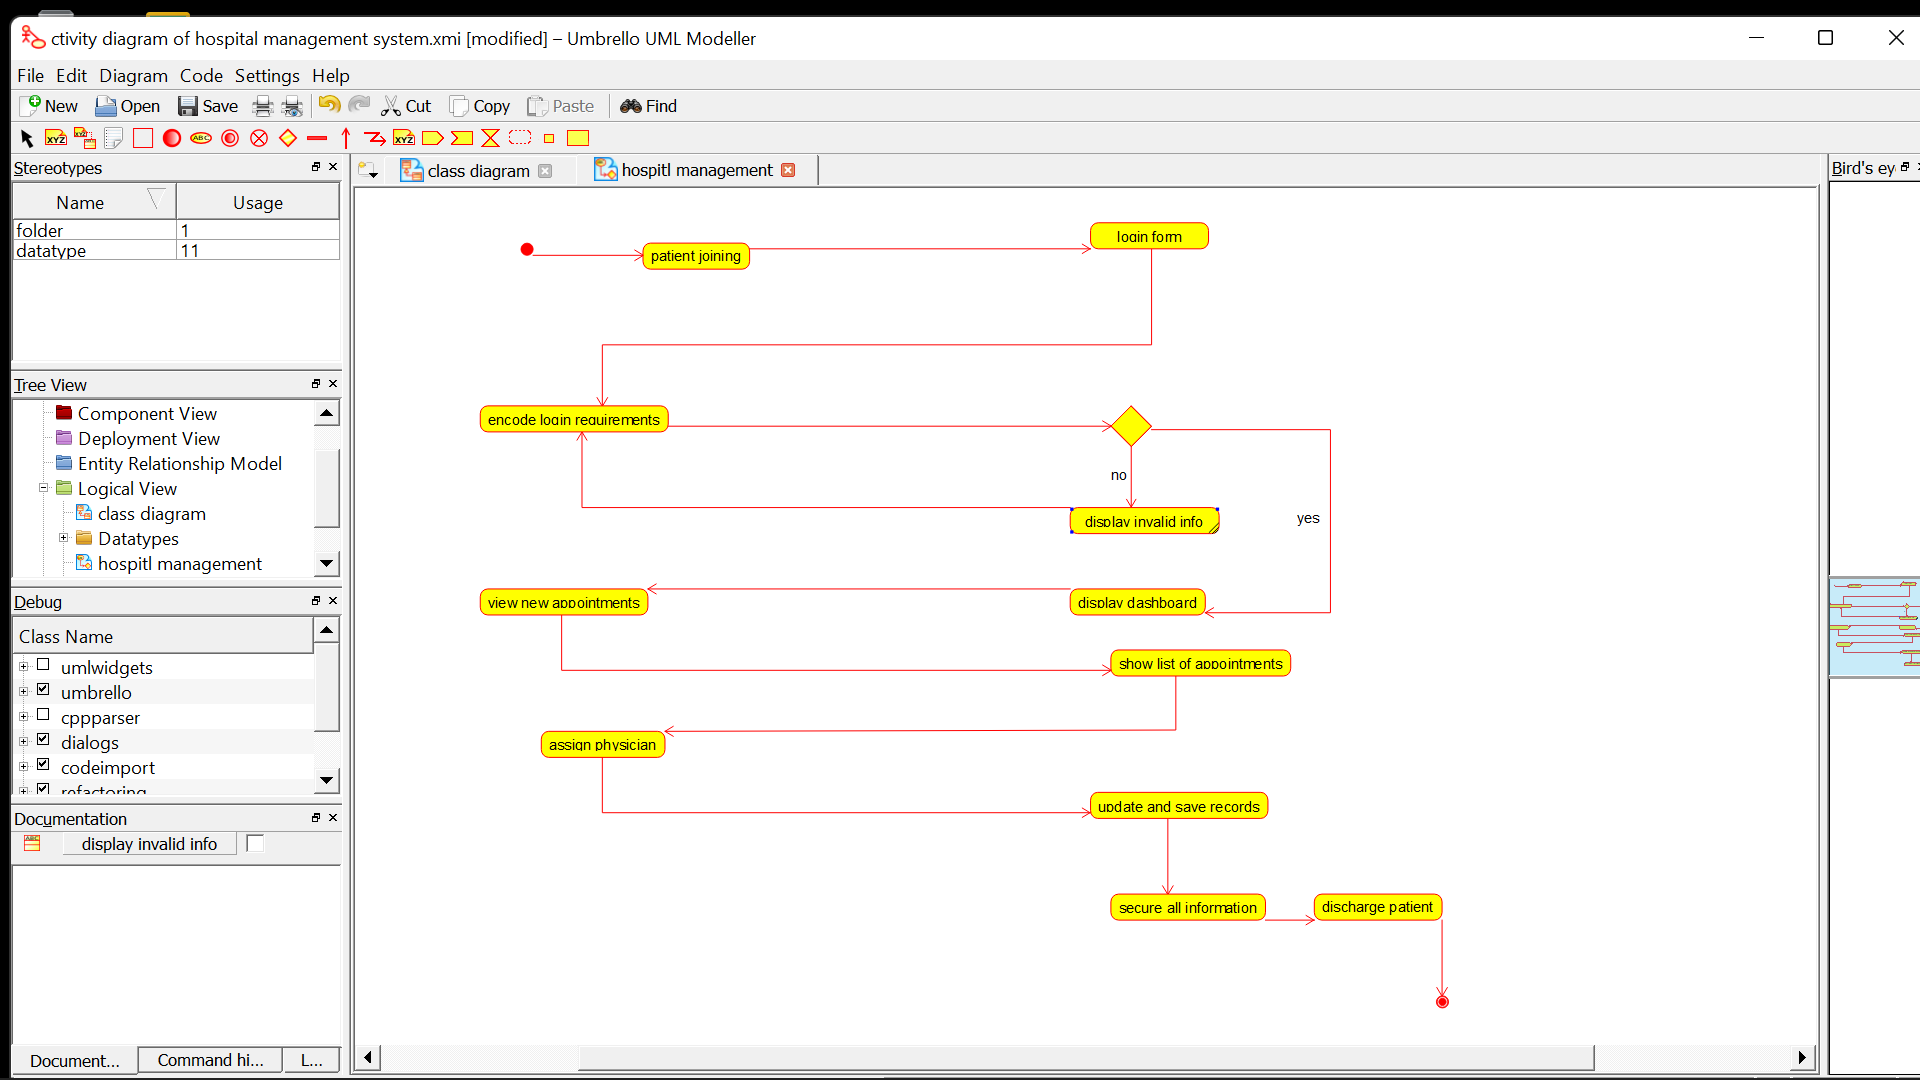 ctivity diagram of hospital management system.xmi [modified] – Umbrello UML Modeller
File Edit Diagram Code Settings Help
New Open Save Cut Copy Paste Find
XYZ XYZ ABC XYZ
Stereotypes
Name Usage
folder 1
datatype 11
Tree View
Component View
Deployment View
Entity Relationship Model
Logical View
class diagram
Datatypes
hospitl management
Debug
Class Name
umlwidgets
umbrello
cppparser
dialogs
codeimport
refactoring
Documentation
display invalid info
Document... Command hi... L...
class diagram hospitl management
Bird's ey
login form
patient joining
encode login requirements
no
display invalid info
yes
view new appointments
display dashboard
show list of appointments
assign physician
update and save records
secure all information
discharge patient